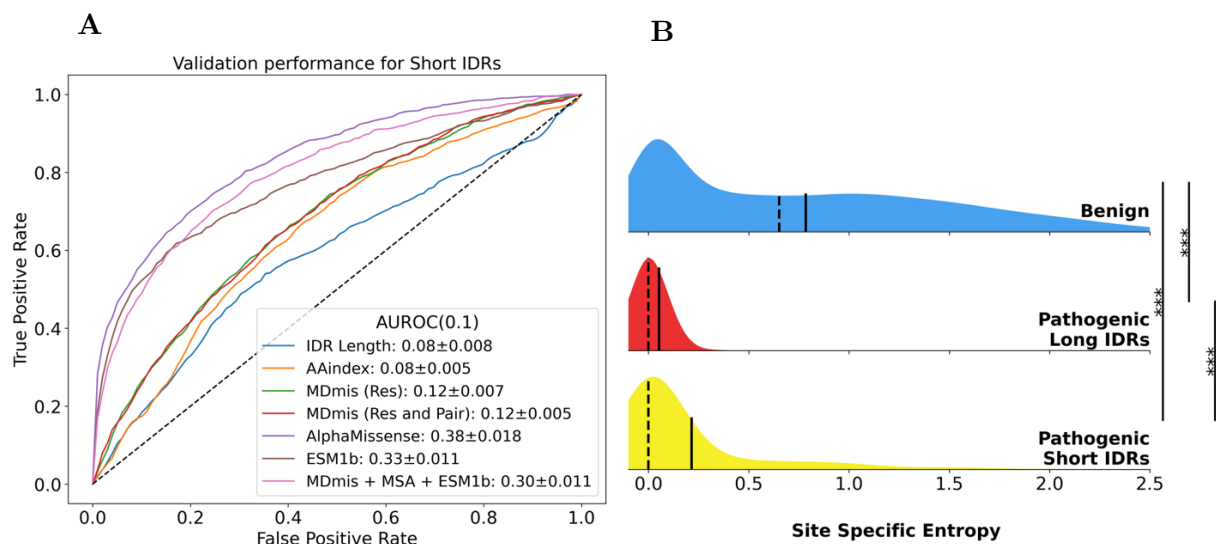 A
Validation performance for Short IDRs
True Positive Rate
1.0
0.8
0.6
0.4
0.2
0.0
0.0 0.2 0.4 0.6 0.8 1.0
False Positive Rate
AUROC(0.1)
IDR Length: 0.08±0.008
AAindex: 0.08±0.005
MDmis (Res): 0.12±0.007
MDmis (Res and Pair): 0.12±0.005
AlphaMissense: 0.38±0.018
ESM1b: 0.33±0.011
MDmis + MSA + ESM1b: 0.30±0.011
B
Benign
Pathogenic
Long IDRs
Pathogenic
Short IDRs
***
***
***
0.0 0.5 1.0 1.5 2.0 2.5
Site Specific Entropy